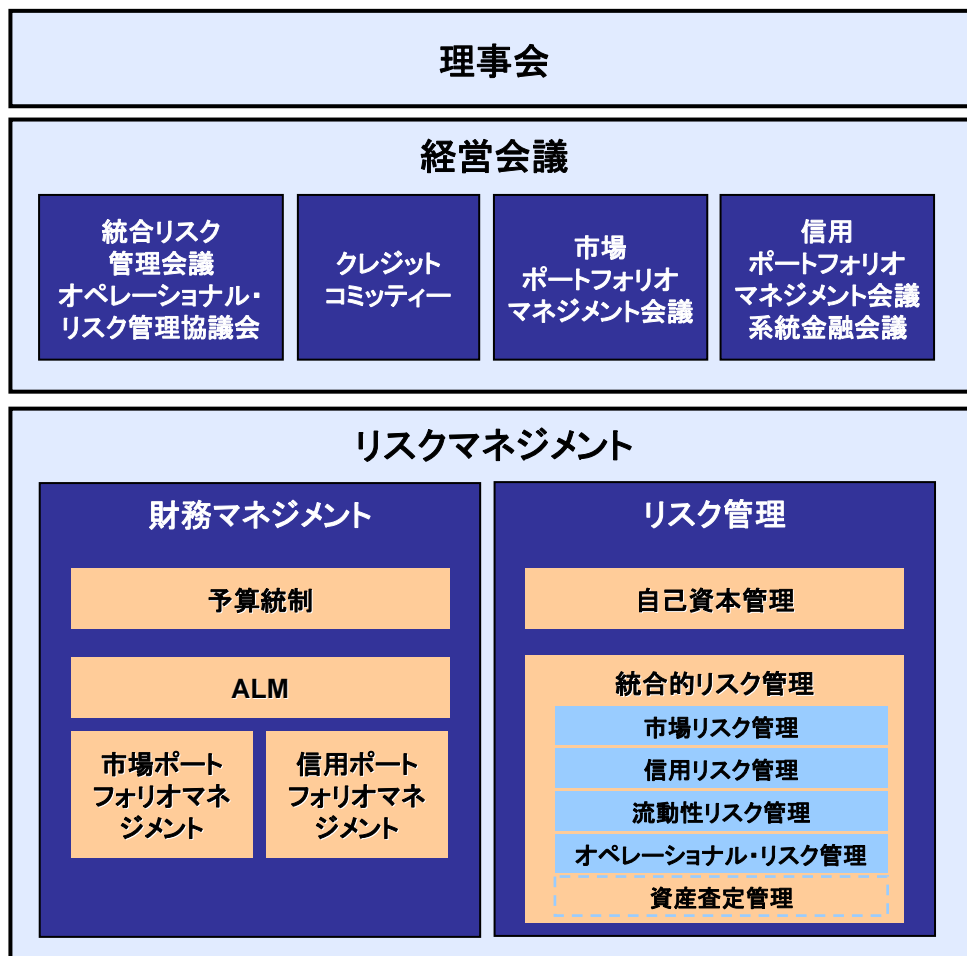 理事会
経営会議
統合リスク
管理会議
オペレーショナル・
リスク管理協議会
クレジット
コミッティー
市場
ポートフォリオ
マネジメント会議
信用
ポートフォリオ
マネジメント会議
系統金融会議
リスクマネジメント
財務マネジメント
予算統制
ALM
市場ポート
フォリオマネ
ジメント
信用ポート
フォリオマネ
ジメント
リスク管理
自己資本管理
統合的リスク管理
市場リスク管理
信用リスク管理
流動性リスク管理
オペレーショナル・リスク管理
資産査定管理